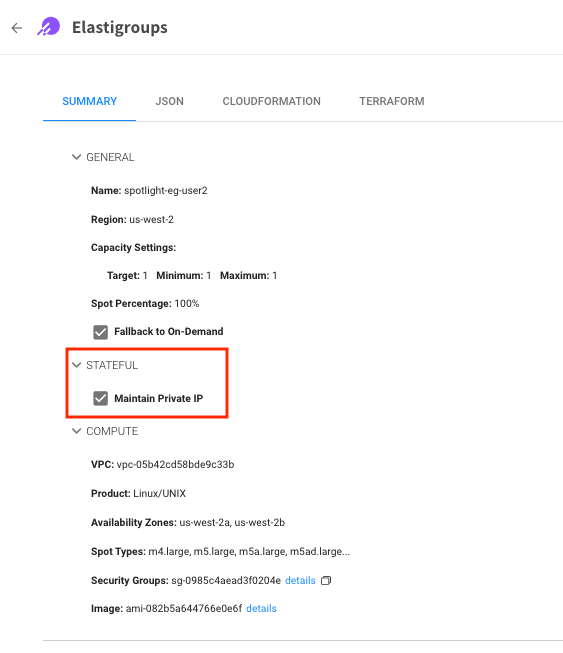 Elastigroups
SUMMARY JSON CLOUDFORMATION TERRAFORM
GENERAL
Name: spotlight-eg-user2
Region: us-west-2
Capacity Settings:
Target: 1 Minimum: 1 Maximum: 1
Spot Percentage: 100%
Fallback to On-Demand
STATEFUL
Maintain Private IP
COMPUTE
VPC: vpc-05b42cd58bde9c33b
Product: Linux/UNIX
Availability Zones: us-west-2a, us-west-2b
Spot Types: m4.large, m5.large, m5a.large, m5ad.large...
Security Groups: sg-0985c4aead3f0204e details
Image: ami-082b5a644766e0e6f details